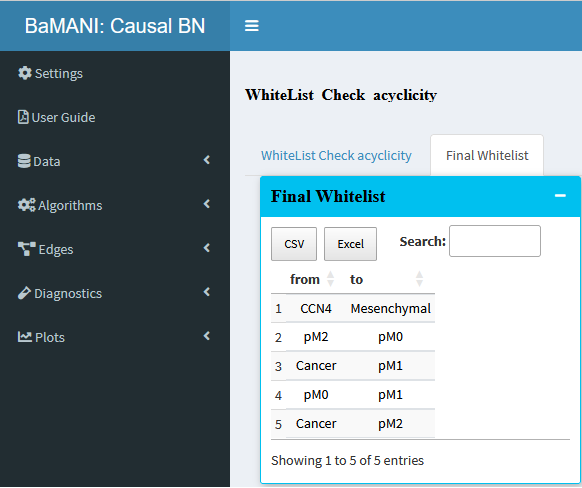 BaMANI: Causal BN
Settings
User Guide
Data
Algorithms
Edges
Diagnostics
Plots
WhiteList Check acyclicity
WhiteList Check acyclicity Final Whitelist
Final Whitelist
CSV Excel Search:
from to
1 CCN4 Mesenchymal
2 pM2 pM0
3 Cancer pM1
4 pM0 pM1
5 Cancer pM2
Showing 1 to 5 of 5 entries